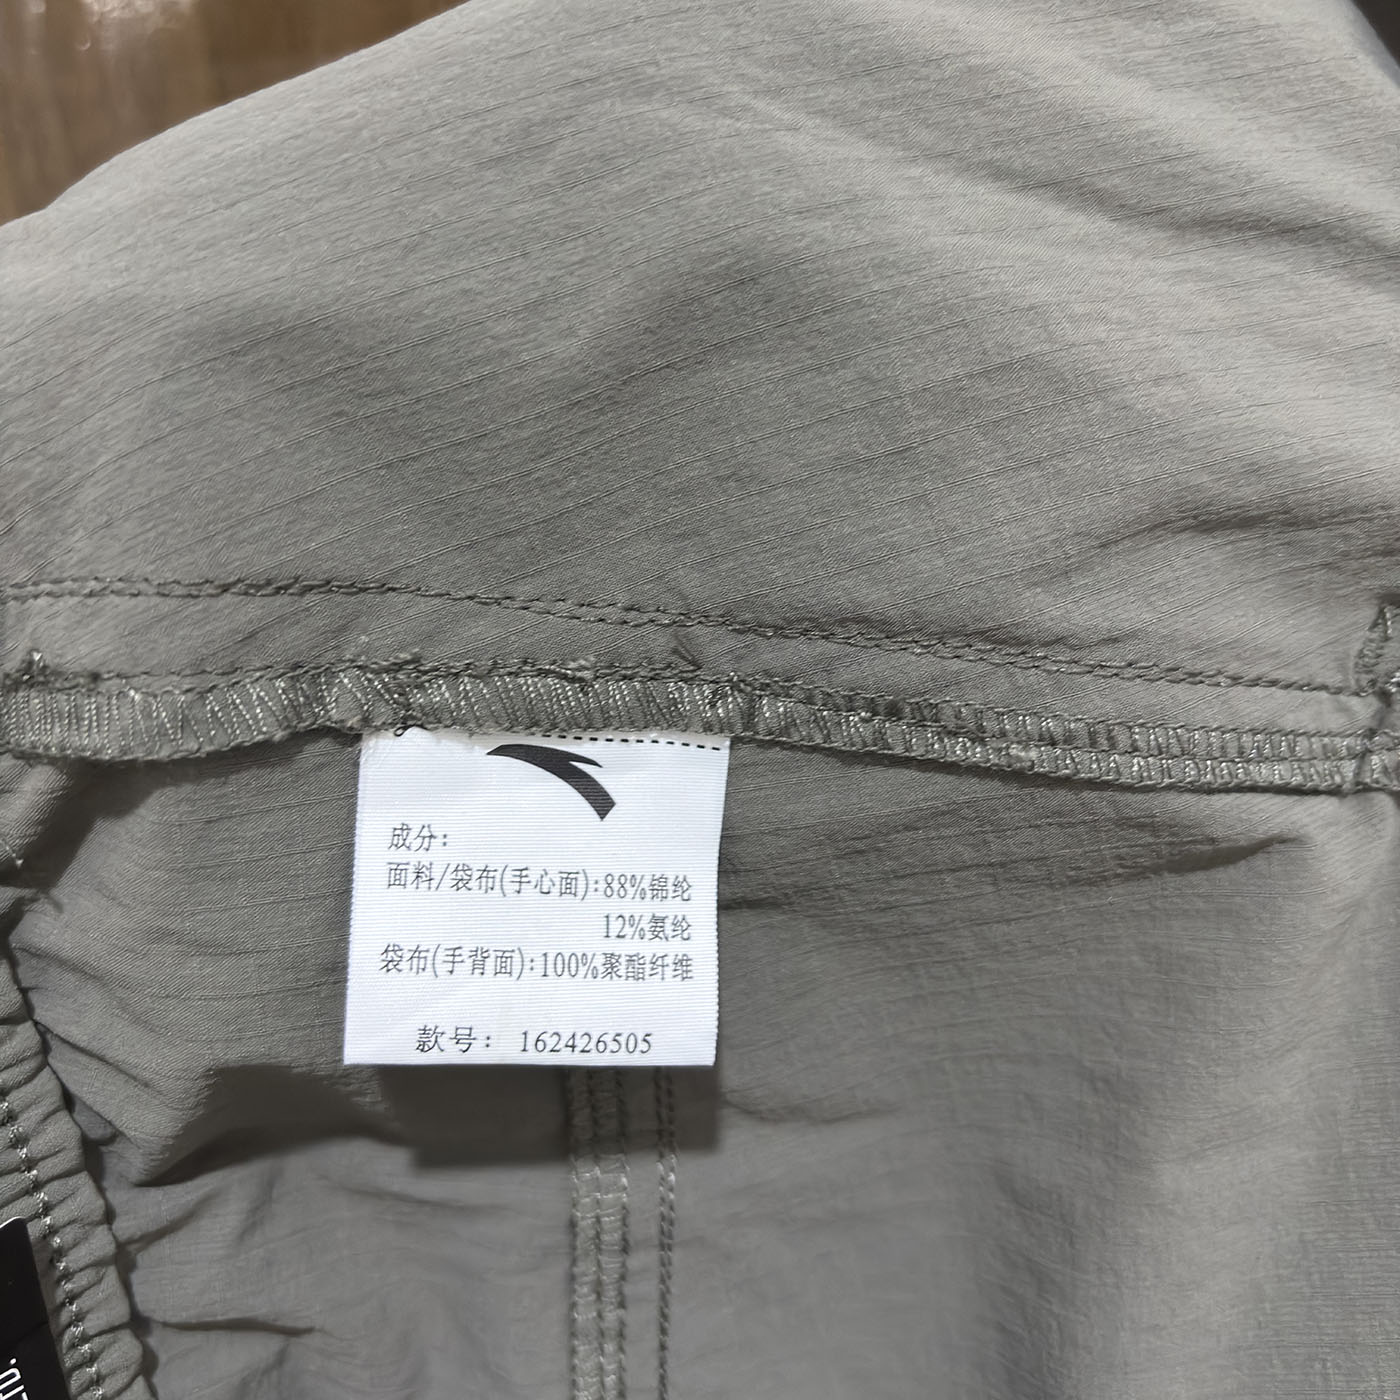 成分：
面料/袋布(手心面):88%锦纶
12%氨纶
袋布(手背面):100%聚酯纤维
款号： 162426505